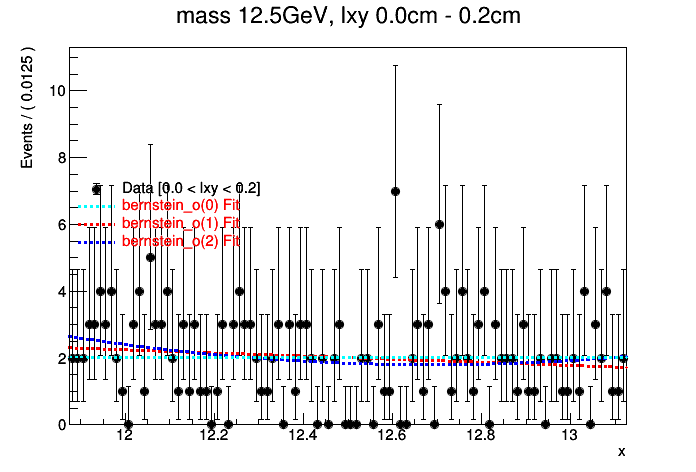 mass 12.5GeV, lxy 0.0cm - 0.2cm
Events / ( 0.0125 )
10
8
6
4
2
0
Data [0.0 < lxy < 0.2]
bernstein_o(0) Fit
bernstein_o(1) Fit
bernstein_o(2) Fit
12 12.2 12.4 12.6 12.8 13
x